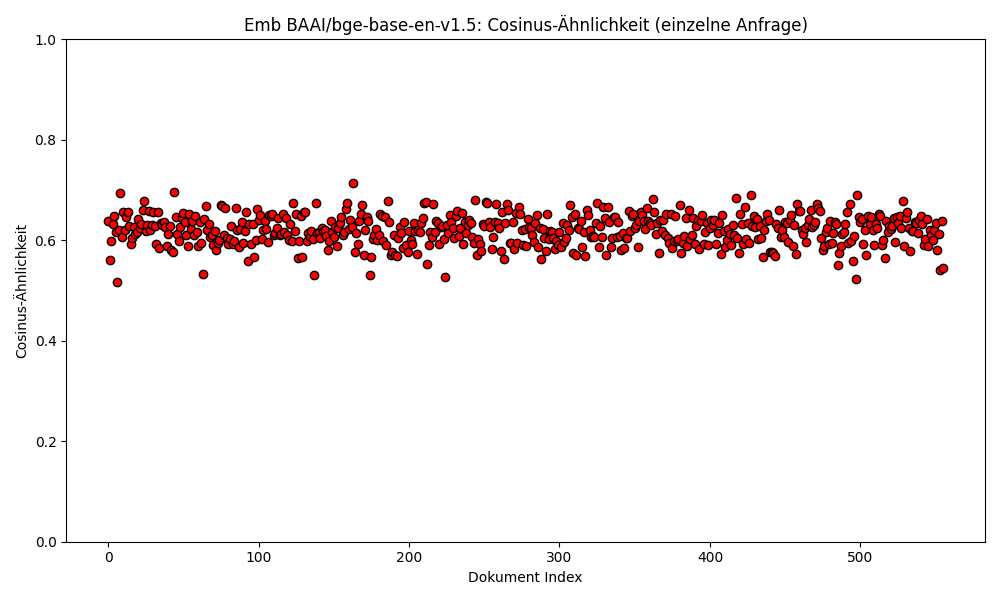 Emb BAAI/bge-base-en-v1.5: Cosinus-Ähnlichkeit (einzelne Anfrage)
1.0
0.8
0.6
0.4
0.2
0.0
Cosinus-Ähnlichkeit
0 100 200 300 400 500
Dokument Index